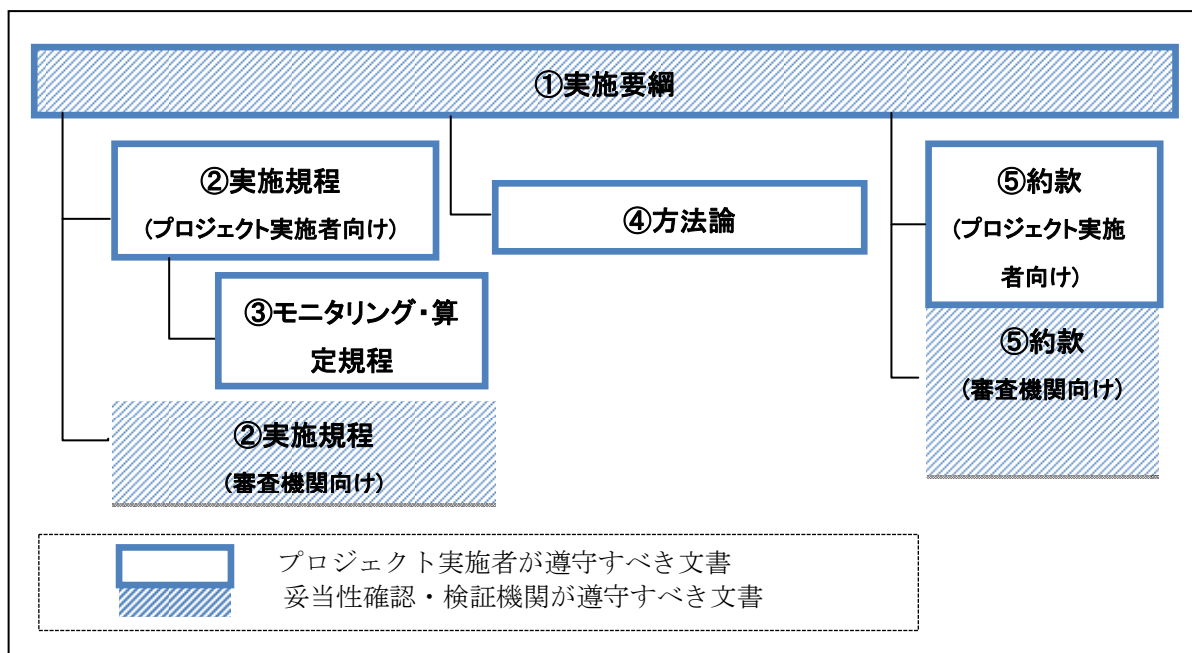 ①実施要綱
②実施規程
(プロジェクト実施者向け)
③モニタリング・算
定規程
②実施規程
(審査機関向け)
④方法論
⑤約款
(プロジェクト実施
者向け)
⑤約款
(審査機関向け)
プロジェクト実施者が遵守すべき文書
妥当性確認・検証機関が遵守すべき文書